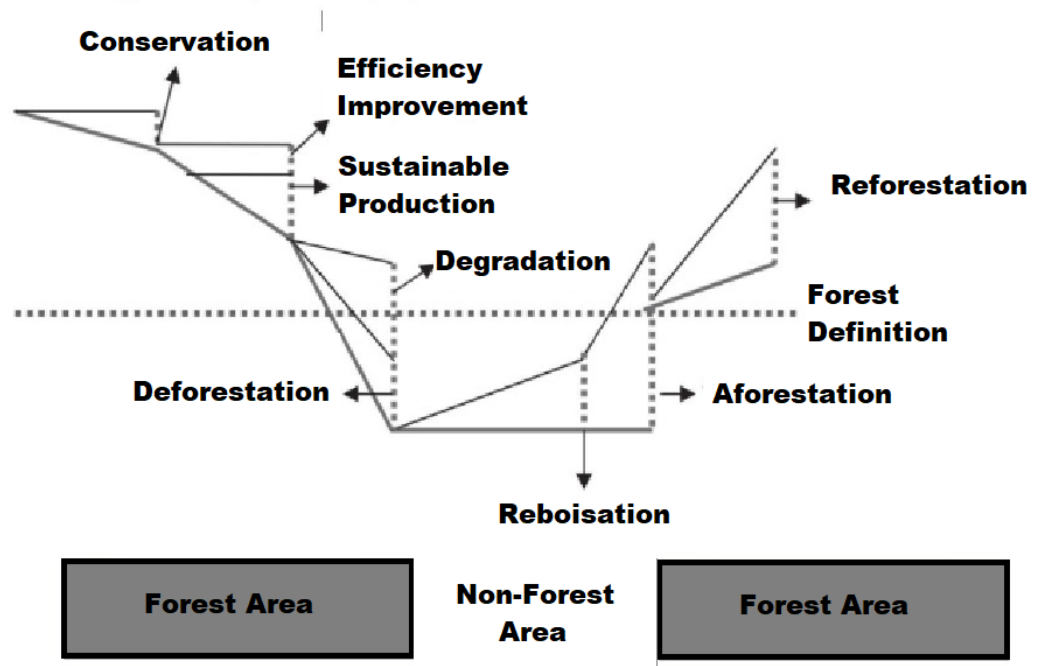 Conservation
Efficiency
Improvement
Sustainable
Production
Reforestation
Degradation
Forest
Definition
Deforestation
Aforestation
Reboisation
Forest Area
Non-Forest
Area
Forest Area